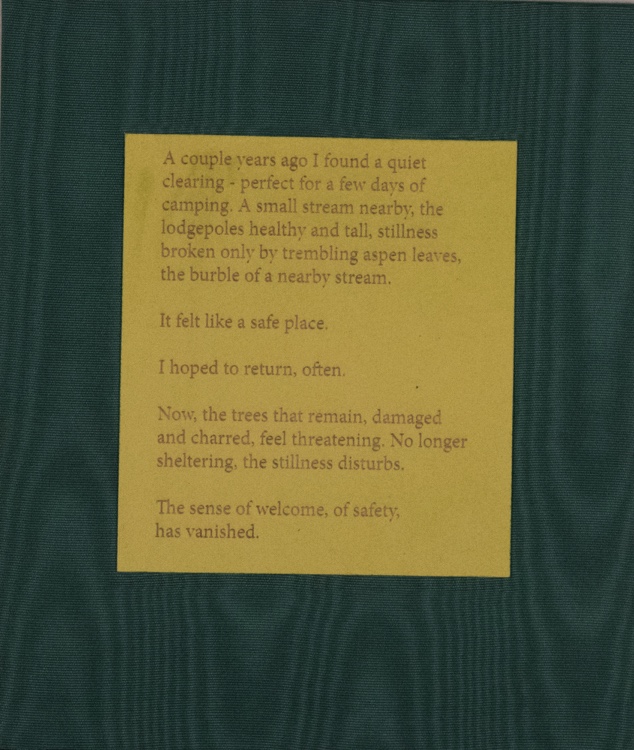 A couple years ago I found a quiet
clearing - perfect for a few days of
camping. A small stream nearby, the
lodgepoles healthy and tall, stillness
broken only by trembling aspen leaves,
the burble of a nearby stream.
It felt like a safe place.
I hoped to return, often.
Now, the trees that remain, damaged
and charred, feel threatening. No longer
sheltering, the stillness disturbs.
The sense of welcome, of safety,
has vanished.